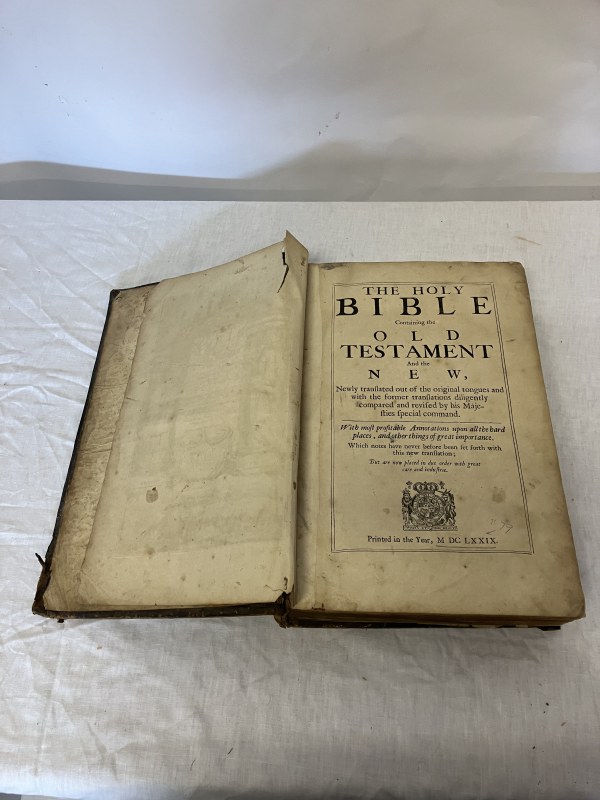 THE HOLY
BIBLE
Containing the
OLD
TESTAMENT
And the
NEW,
Newly tranſlated out of the original tongues and
with the former tranſlations diligently
compared and reviſed by his Maje-
ſties ſpecial command.
With moſt profitable Annotations upon all the hard
places, and other things of great importance.
Which notes have never before been ſet forth with
this new tranſlation;
But are now placed in due order with great
care and induſtrie.
Printed in the Year, M DC LXXIX.